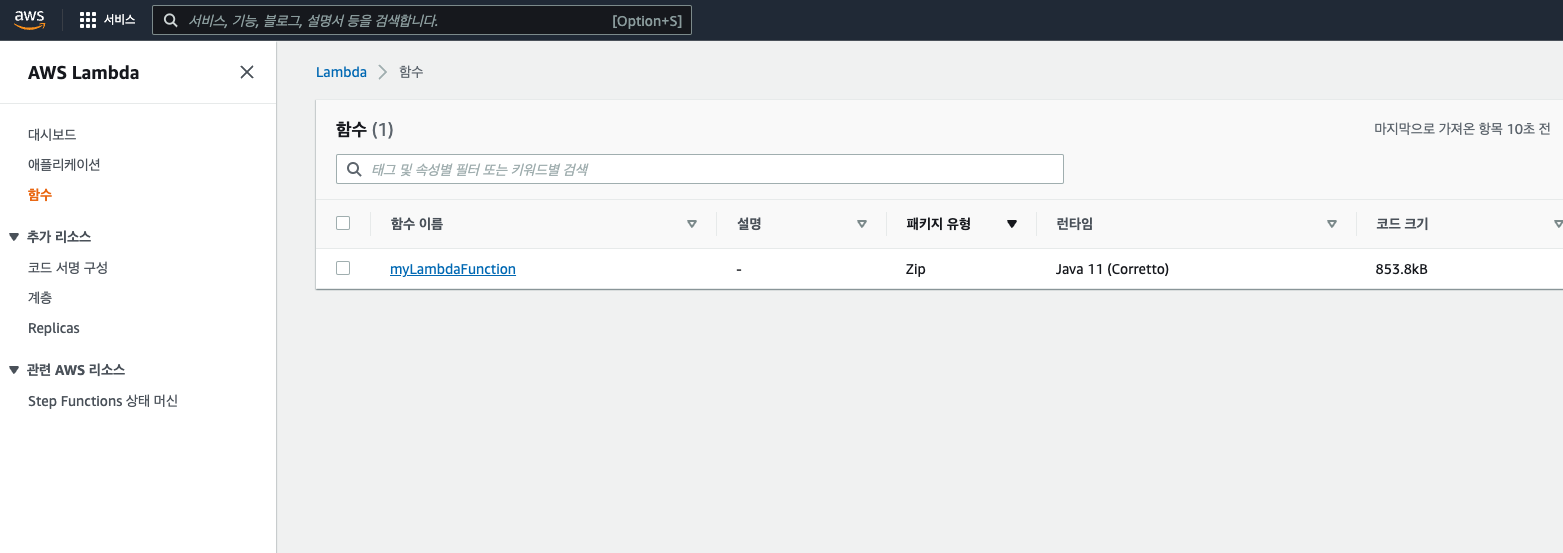 aws 서비스 서비스, 기능, 블로그, 설명서 등을 검색합니다. [Option+S]
AWS Lambda
대시보드
애플리케이션
함수
추가 리소스
코드 서명 구성
계층
Replicas
관련 AWS 리소스
Step Functions 상태 머신
Lambda 함수
함수 (1) 마지막으로 가져온 항목 10초 전
태그 및 속성별 필터 또는 키워드별 검색
함수 이름 설명 패키지 유형 런타임 코드 크기
myLambdaFunction - Zip Java 11 (Corretto) 853.8kB